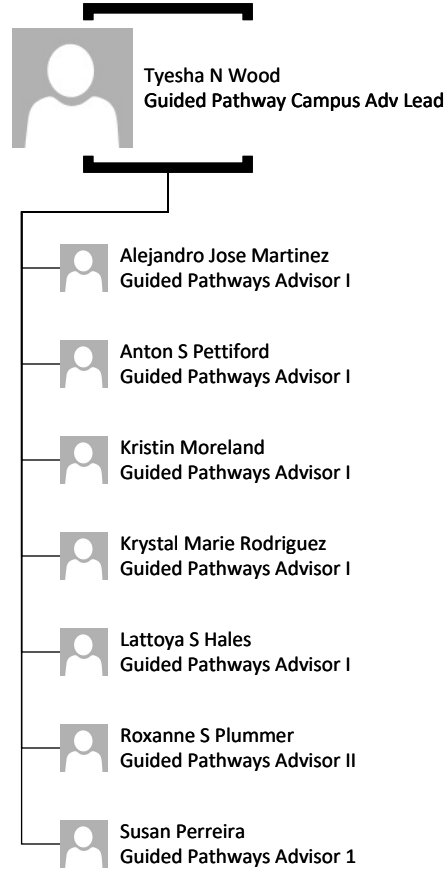 Tyesha N Wood
Guided Pathway Campus Adv Lead
Alejandro Jose Martinez
Guided Pathways Advisor I
Anton S Pettiford
Guided Pathways Advisor I
Kristin Moreland
Guided Pathways Advisor I
Krystal Marie Rodriguez
Guided Pathways Advisor I
Lattoya S Hales
Guided Pathways Advisor I
Roxanne S Plummer
Guided Pathways Advisor II
Susan Perreira
Guided Pathways Advisor 1